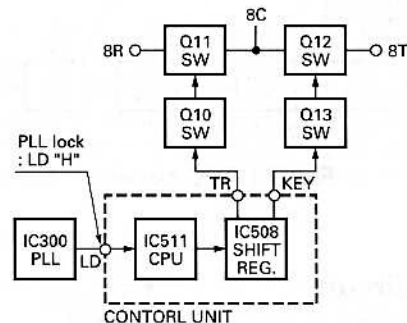 8C
8R
Q11
SW
Q12
SW
8T
Q10
SW
Q13
SW
PLL lock
: LD "H"
TR
KEY
IC300
PLL
LD
IC511
CPU
IC508
SHIFT
REG.
CONTORL UNIT